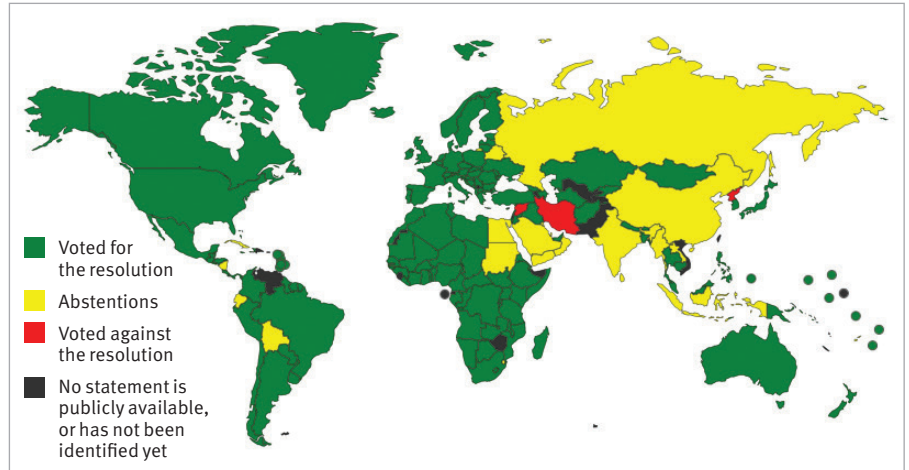 Voted for
the resolution
Abstentions
Voted against
the resolution
No statement is
publicly available,
or has not been
identified yet